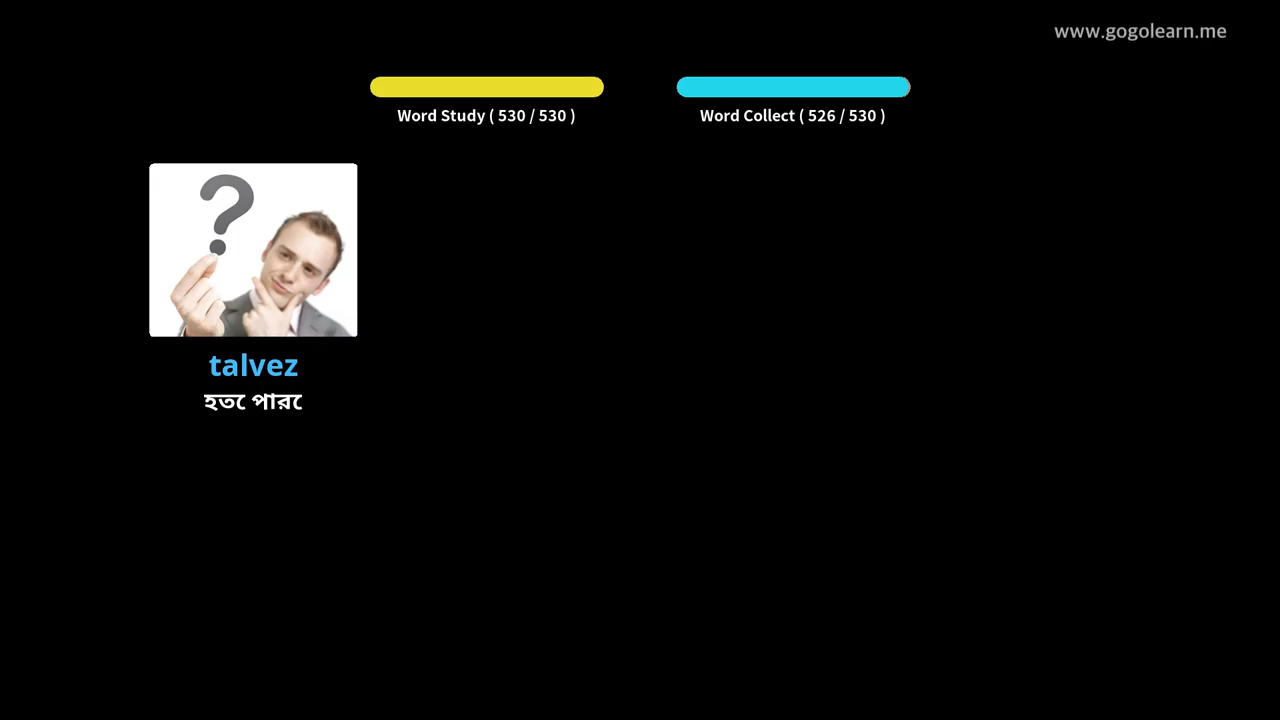 www.gogolearn.me
Word Study ( 530 / 530 )
Word Collect ( 526 / 530 )
?
talvez
হতে পারে